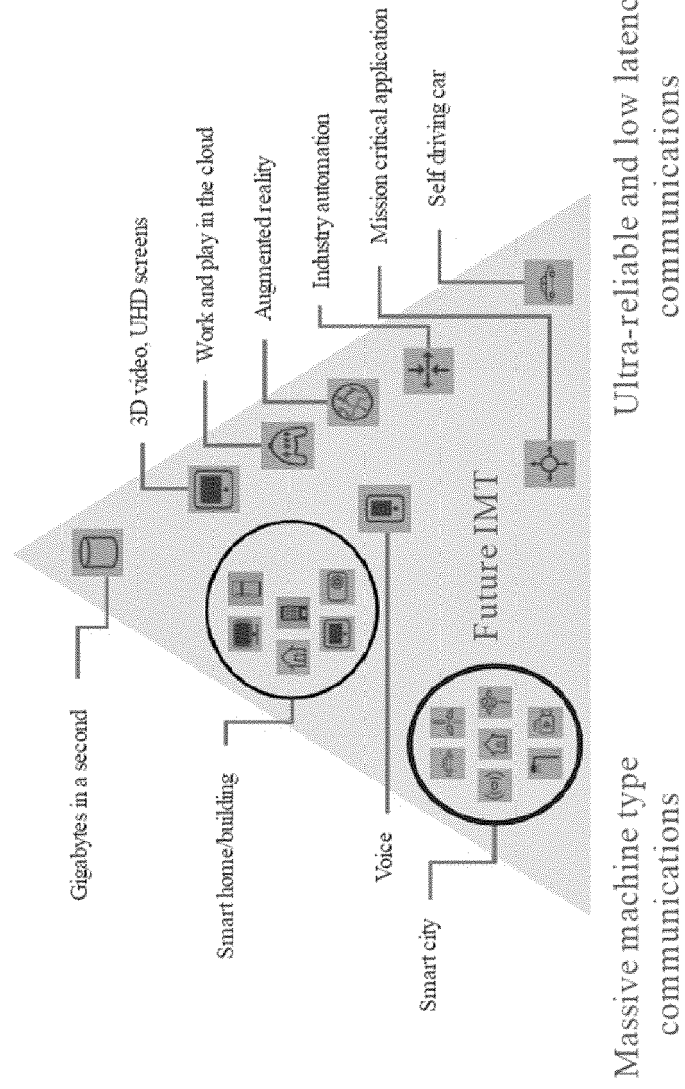 Gigabytes in a second
3D video, UHD screens
Smart home/building
Work and play in the cloud
Augmented reality
Voice
Industry automation
Mission critical application
Smart city
Future IMT
Self driving car
Massive machine type
communications
Ultra-reliable and low latenc
communications